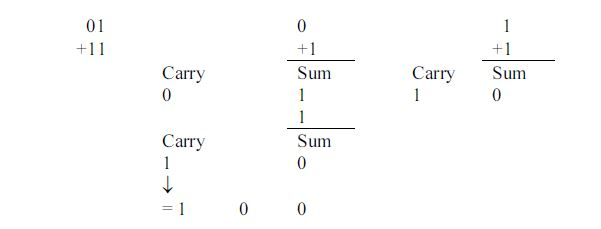 01 0 1
+11 +1 +1
Carry Sum Carry Sum
0 1 1 0
1
Carry Sum
1 0
↓
= 1 0 0